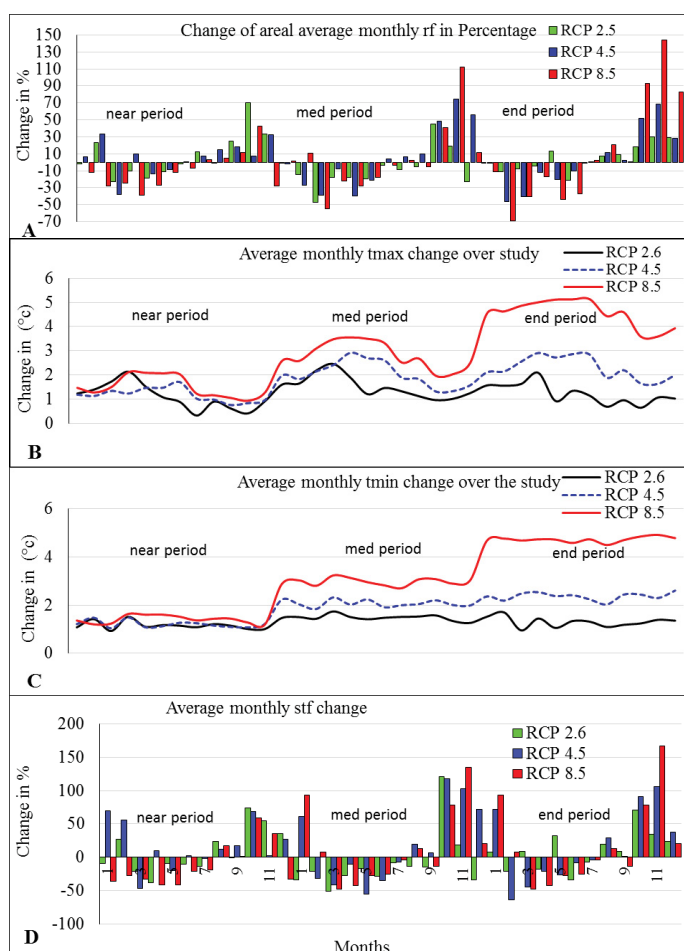 Change of areal average monthly rf in Percentage
RCP 2.5
RCP 4.5
RCP 8.5
150
130
110
90
70
50
30
10
-10
-30
-50
-70
Change in %
near period
med period
end period
A
Average monthly tmax change over study
RCP 2.6
RCP 4.5
RCP 8.5
6
5
4
3
2
1
0
Change in (°c)
near period
med period
end period
B
Average monthly tmin change over the study
RCP 2.6
RCP 4.5
RCP 8.5
6
4
2
0
Change in (°c)
near period
med period
end period
C
Average monthly stf change
RCP 2.6
RCP 4.5
RCP 8.5
200
150
100
50
0
-50
-100
Change in %
near period
med period
end period
1 3 5 7 9 11 1 3 5 7 9 11 1 3 5 7 9 11
D
Months